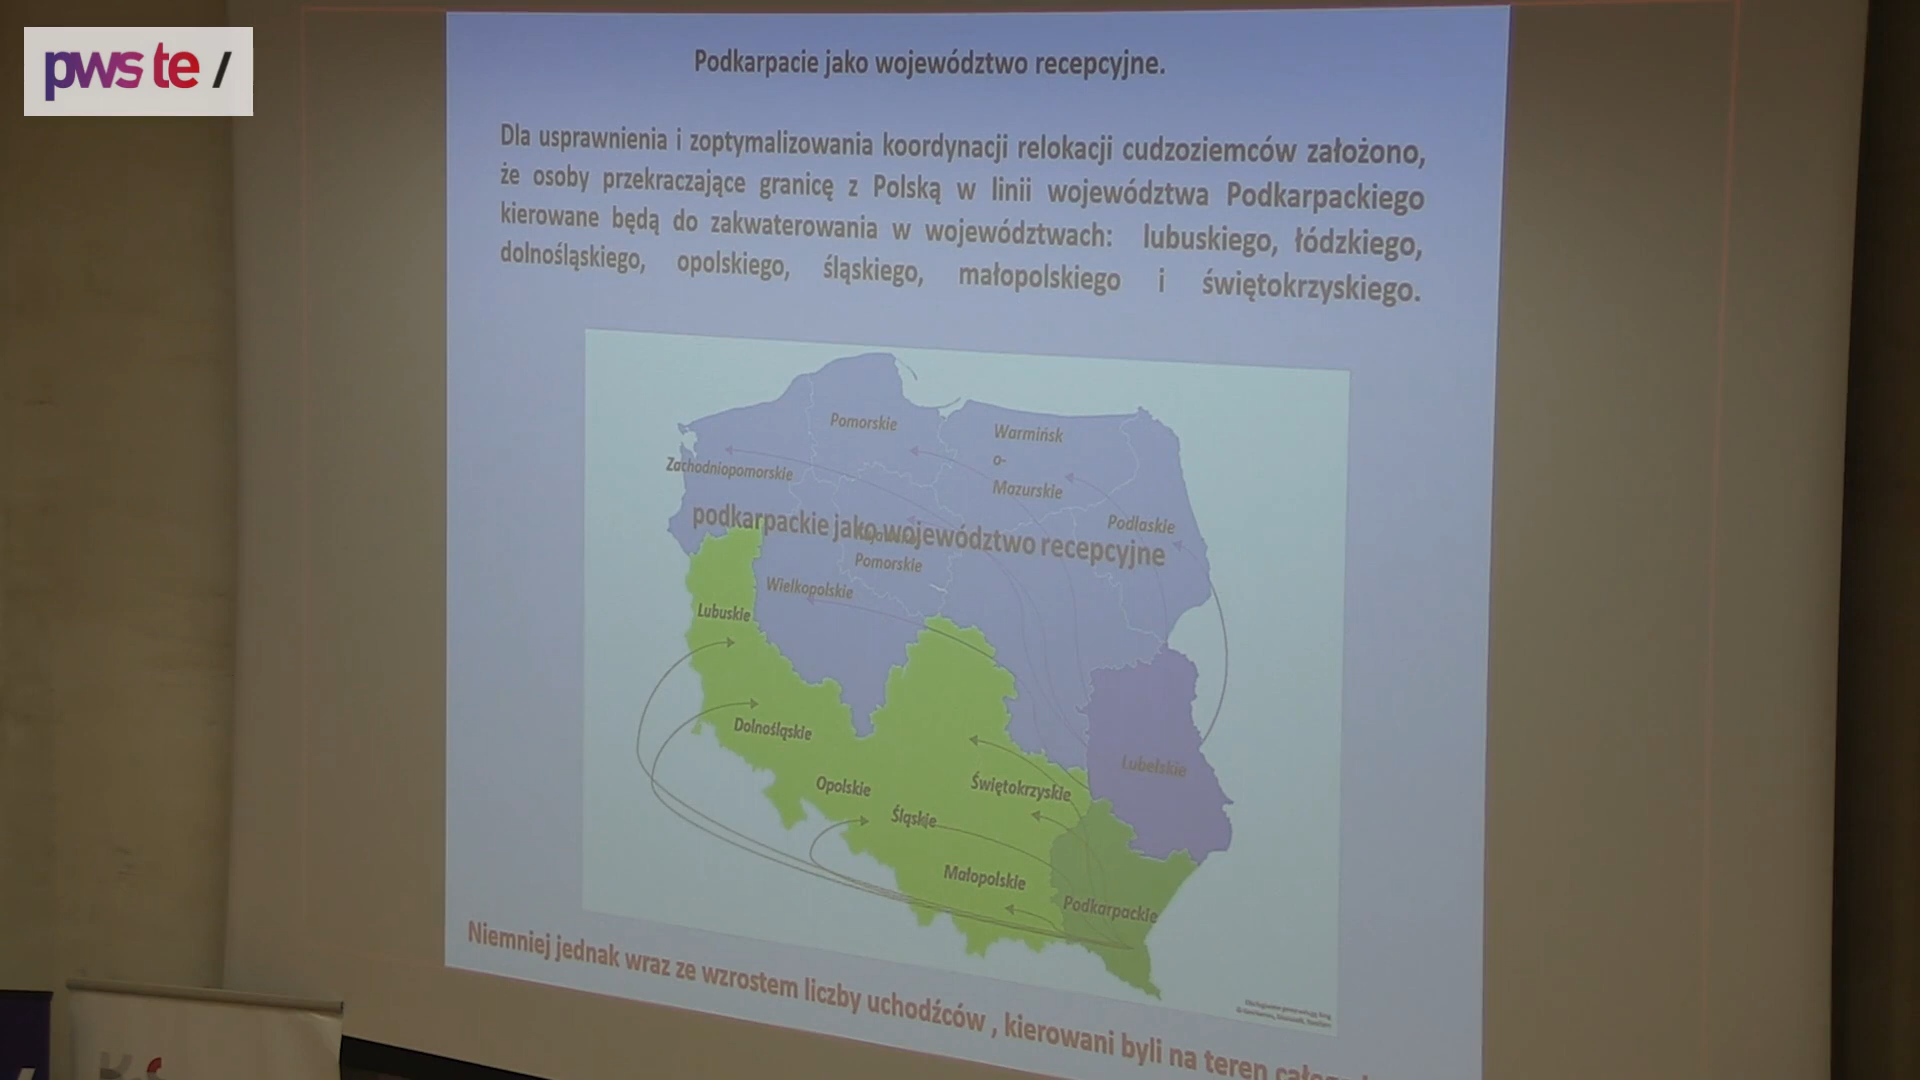 pwste/
Podkarpacie jako województwo recepcyjne.
Dla usprawnienia i zoptymalizowania koordynacji relokacji cudzoziemców założono,
że osoby przekraczające granicę z Polską w linii województwa Podkarpackiego
kierowane będą do zakwaterowania w województwach: lubuskiego, łódzkiego,
dolnośląskiego, opolskiego, śląskiego, małopolskiego i świętokrzyskiego.
Pomorskie
Warmińsk
o-
Mazurskie
Zachodniopomorskie
Podlaskie
podkarpackie jako województwo recepcyjne
Pomorskie
Wielkopolskie
Lubuskie
Dolnośląskie
Lubelskie
Opolskie
Świętokrzyskie
Śląskie
Małopolskie
Podkarpackie
Niemniej jednak wraz ze wzrostem liczby uchodźców , kierowani byli na teren